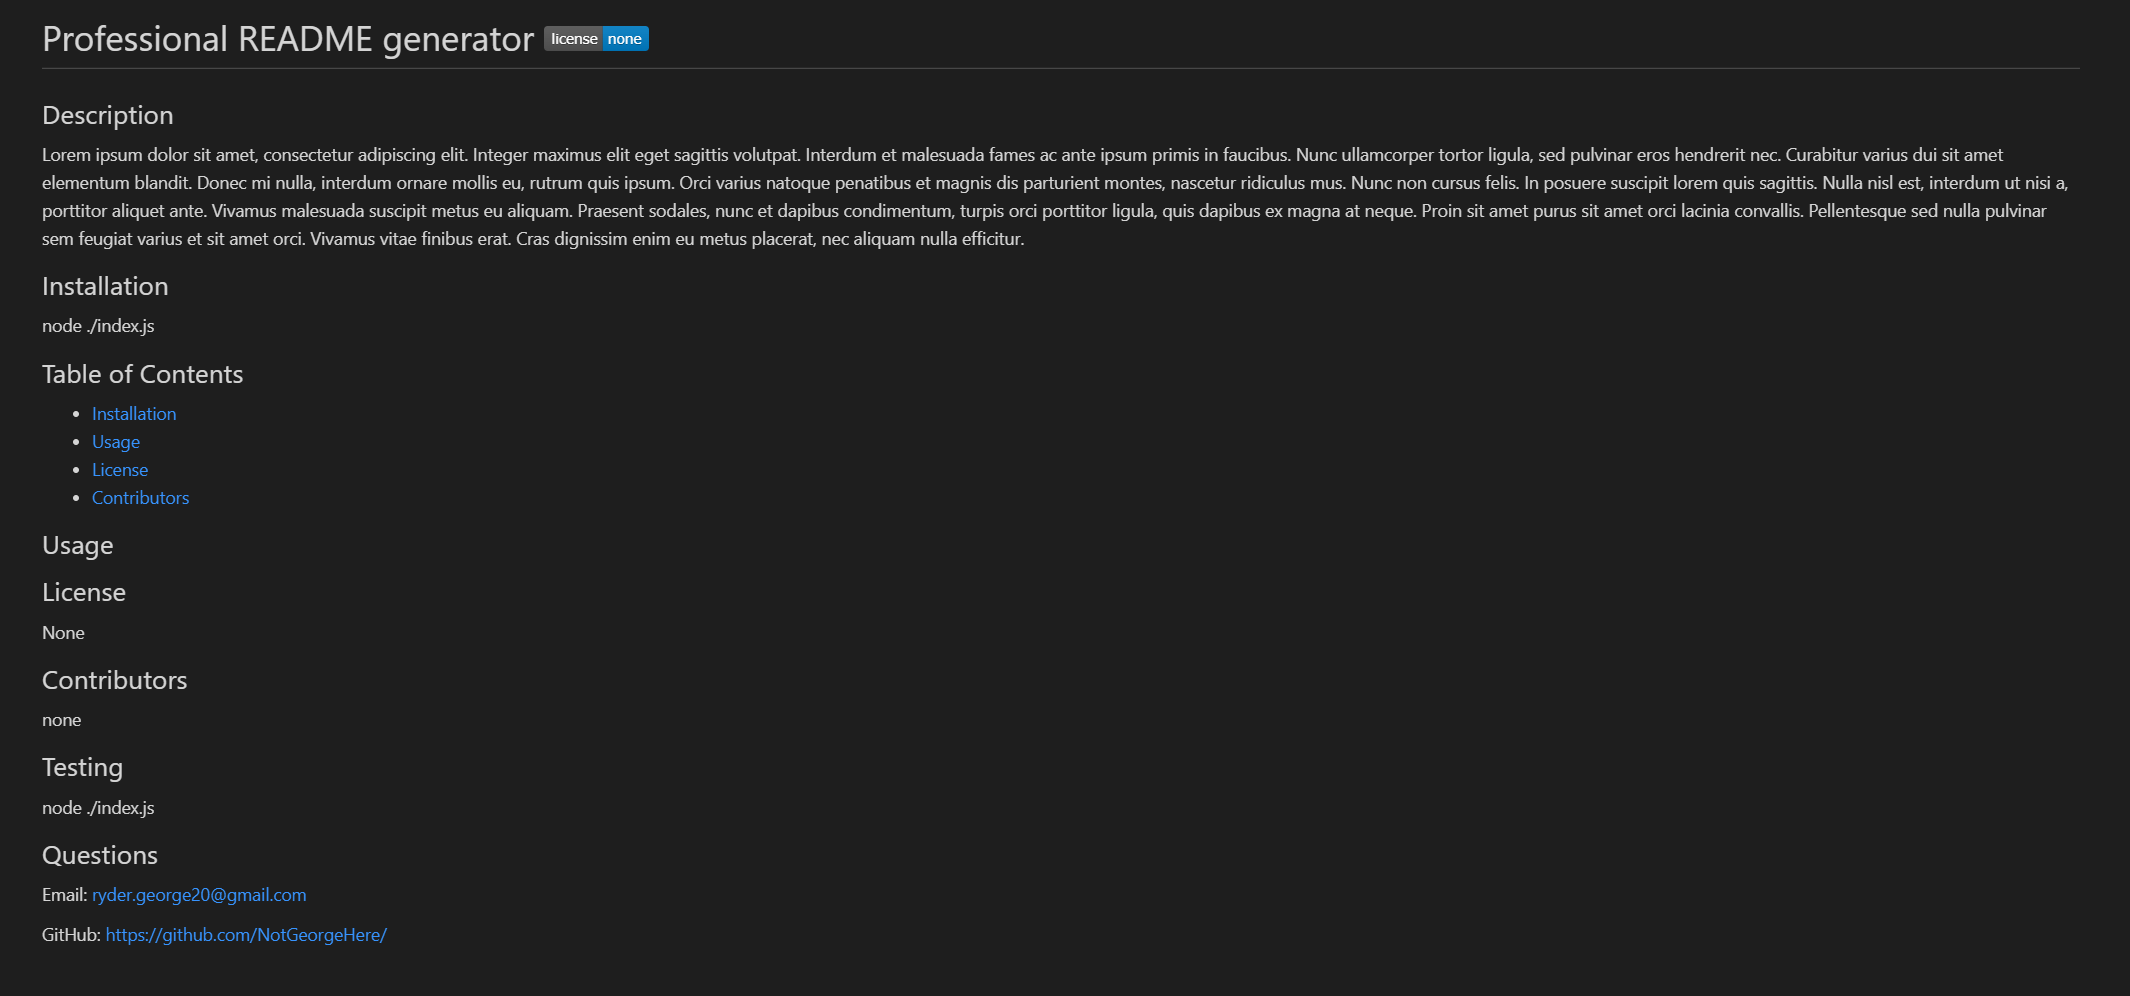 Professional README generator license none
Description
Lorem ipsum dolor sit amet, consectetur adipiscing elit. Integer maximus elit eget sagittis volutpat. Interdum et malesuada fames ac ante ipsum primis in faucibus. Nunc ullamcorper tortor ligula, sed pulvinar eros hendrerit nec. Curabitur varius dui sit amet
elementum blandit. Donec mi nulla, interdum ornare mollis eu, rutrum quis ipsum. Orci varius natoque penatibus et magnis dis parturient montes, nascetur ridiculus mus. Nunc non cursus felis. In posuere suscipit lorem quis sagittis. Nulla nisl est, interdum ut nisi a,
porttitor aliquet ante. Vivamus malesuada suscipit metus eu aliquam. Praesent sodales, nunc et dapibus condimentum, turpis orci porttitor ligula, quis dapibus ex magna at neque. Proin sit amet purus sit amet orci lacinia convallis. Pellentesque sed nulla pulvinar
sem feugiat varius et sit amet orci. Vivamus vitae finibus erat. Cras dignissim enim eu metus placerat, nec aliquam nulla efficitur.
Installation
node ./index.js
Table of Contents
• Installation
• Usage
• License
• Contributors
Usage
License
None
Contributors
none
Testing
node ./index.js
Questions
Email: ryder.george20@gmail.com
GitHub: https://github.com/NotGeorgeHere/